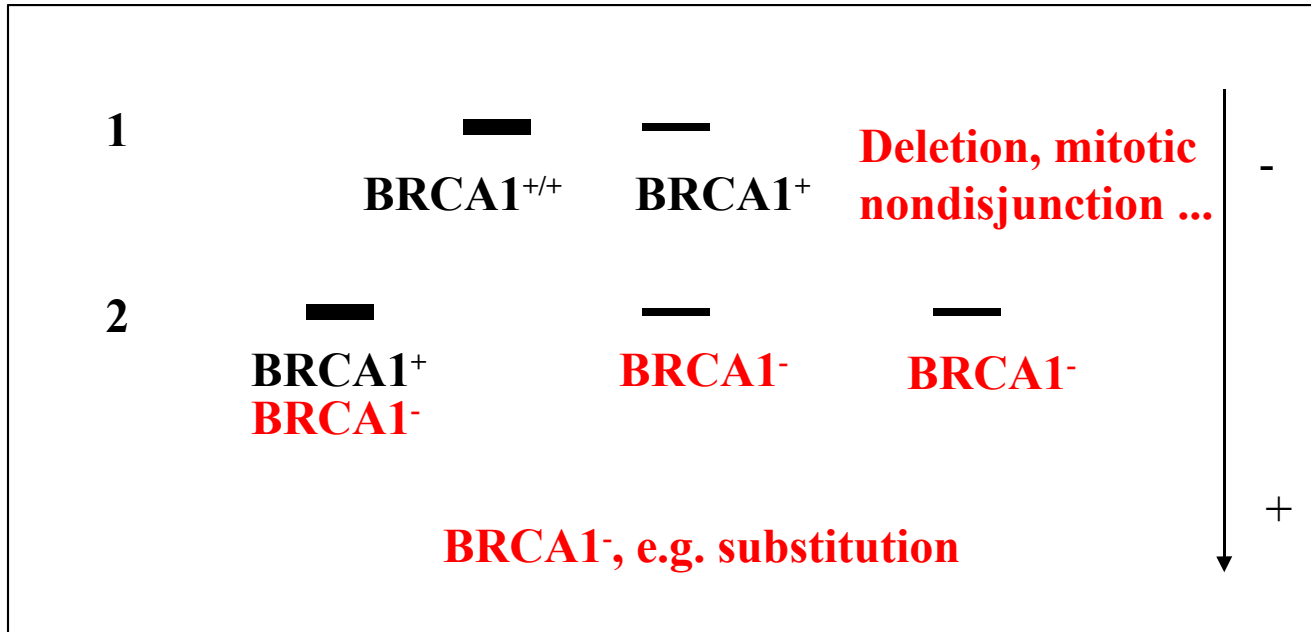 1
BRCA1⁺/⁺
BRCA1⁺
Deletion, mitotic
nondisjunction ...
-
2
BRCA1⁺
BRCA1⁻
BRCA1⁻
BRCA1⁻
+
BRCA1⁻, e.g. substitution